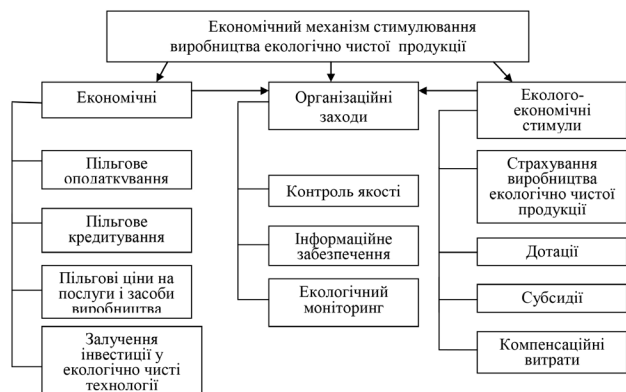 Економічний механізм стимулювання
виробництва екологічно чистої продукції
Економічні
Пільгове
оподаткування
Пільгове
кредитування
Пільгові ціни на
послуги і засоби
виробництва
Залучення
інвестиції у
екологічно чисті
технології
Організаційні
заходи
Контроль якості
Інформаційне
забезпечення
Екологічний
моніторинг
Еколого-
економічні
стимули
Страхування
виробництва
екологічно чистої
продукції
Дотації
Субсидії
Компенсаційні
витрати